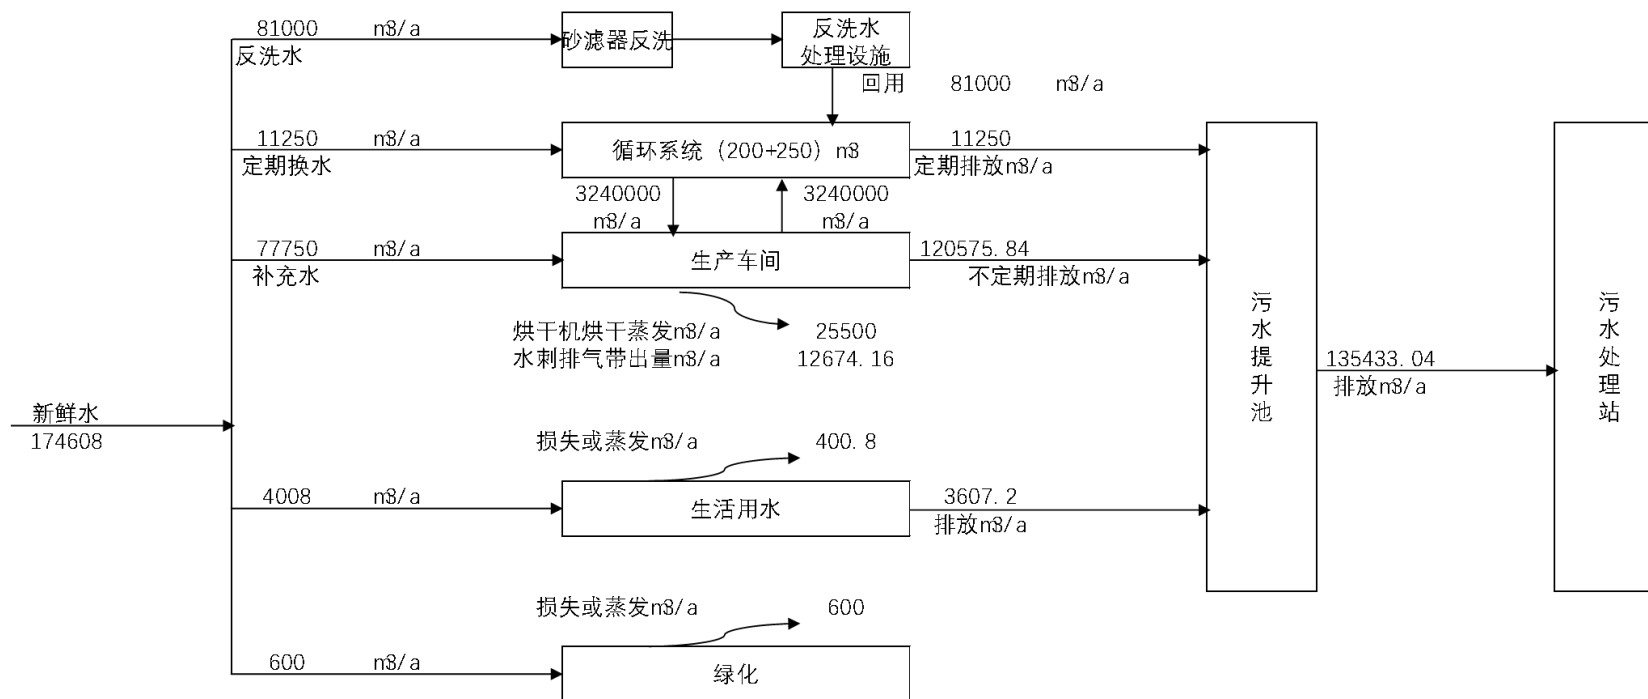 81000 m3/a
反洗水
砂滤器反洗
反洗水
处理设施
回用 81000 m3/a
11250 m3/a
定期换水
循环系统（200+250）m3
11250
定期排放m3/a
3240000
m3/a
3240000
m3/a
77750 m3/a
补充水
生产车间
120575.84
不定期排放m3/a
烘干机烘干蒸发m3/a 25500
水刺排气带出量m3/a 12674.16
新鲜水
174608
损失或蒸发m3/a 400.8
4008 m3/a
生活用水
3607.2
排放m3/a
损失或蒸发m3/a 600
600 m3/a
绿化
污水提升池
135433.04
排放m3/a
污水处理站